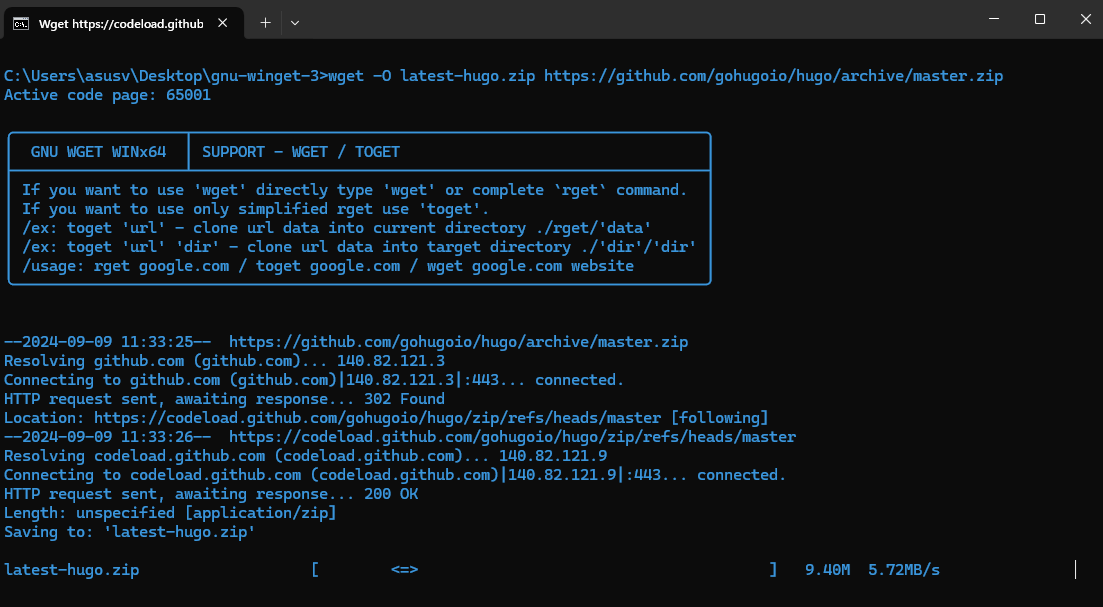 Wget https://codeload.github
C:\Users\asusv\Desktop\gnu-winget-3>wget -O latest-hugo.zip https://github.com/gohugoio/hugo/archive/master.zip
Active code page: 65001
GNU WGET WINx64 SUPPORT - WGET / TOGET
If you want to use 'wget' directly type 'wget' or complete `rget` command.
If you want to use only simplified rget use 'toget'.
/ex: toget 'url' - clone url data into current directory ./rget/'data'
/ex: toget 'url' 'dir' - clone url data into target directory ./'dir'/'dir'
/usage: rget google.com / toget google.com / wget google.com website
--2024-09-09 11:33:25--  https://github.com/gohugoio/hugo/archive/master.zip
Resolving github.com (github.com)... 140.82.121.3
Connecting to github.com (github.com)|140.82.121.3|:443... connected.
HTTP request sent, awaiting response... 302 Found
Location: https://codeload.github.com/gohugoio/hugo/zip/refs/heads/master [following]
--2024-09-09 11:33:26--  https://codeload.github.com/gohugoio/hugo/zip/refs/heads/master
Resolving codeload.github.com (codeload.github.com)... 140.82.121.9
Connecting to codeload.github.com (codeload.github.com)|140.82.121.9|:443... connected.
HTTP request sent, awaiting response... 200 OK
Length: unspecified [application/zip]
Saving to: 'latest-hugo.zip'
latest-hugo.zip [ <=> ] 9.40M 5.72MB/s